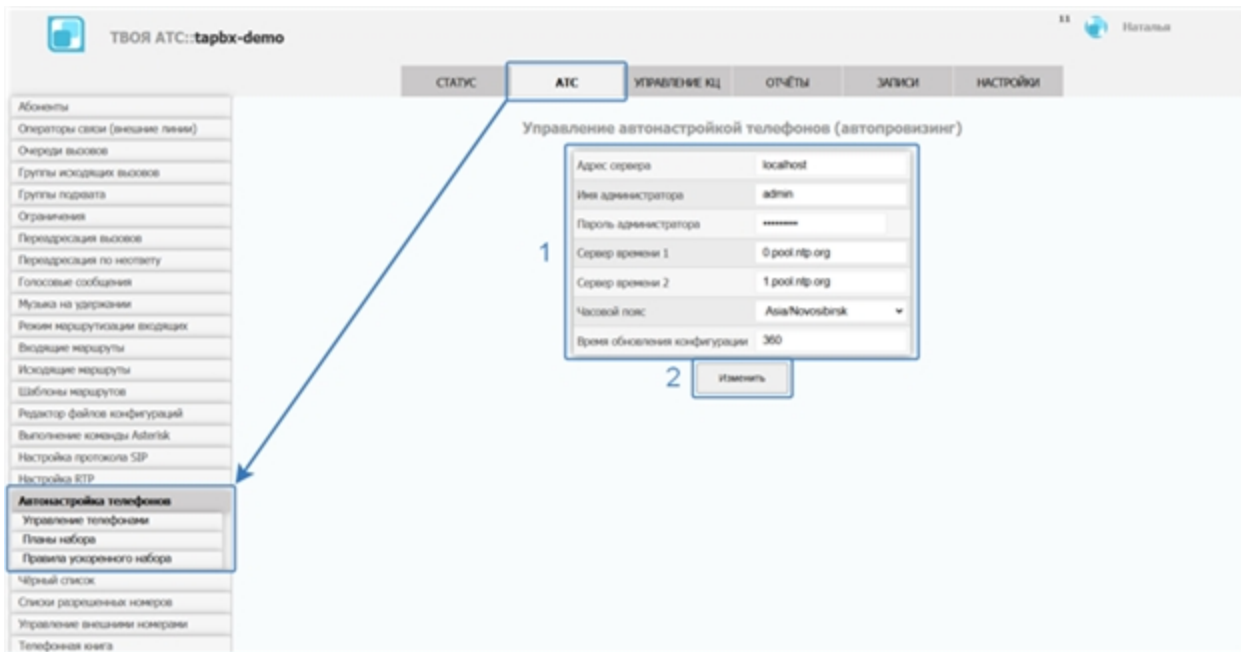 ТВОЯ АТС::tapbx-demo
11
Наталья
СТАТУС
АТС
УПРАВЛЕНИЕ КЦ
ОТЧЁТЫ
ЗАПИСИ
НАСТРОЙКИ
Абоненты
Операторы связи (внешние линии)
Очереди вызовов
Группы исходящих вызовов
Группы подхвата
Ограничения
Переадресация вызовов
Переадресация по неответу
Голосовые сообщения
Музыка на удержании
Режим маршрутизации входящих
Входящие маршруты
Исходящие маршруты
Шаблоны маршрутов
Редактор файлов конфигураций
Выполнение команды Asterisk
Настройка протокола SIP
Настройка RTP
Автонастройка телефонов
Управление телефонами
Планы набора
Правила ускоренного набора
Чёрный список
Списки разрешенных номеров
Управление внешними номерами
Телефонная книга
Управление автонастройкой телефонов (автопровизинг)
1
Адрес сервера localhost
Имя администратора admin
Пароль администратора •••••••••
Сервер времени 1 0.pool.ntp.org
Сервер времени 2 1.pool.ntp.org
Часовой пояс Asia/Novosibirsk
Время обновления конфигурации 360
2
Изменить